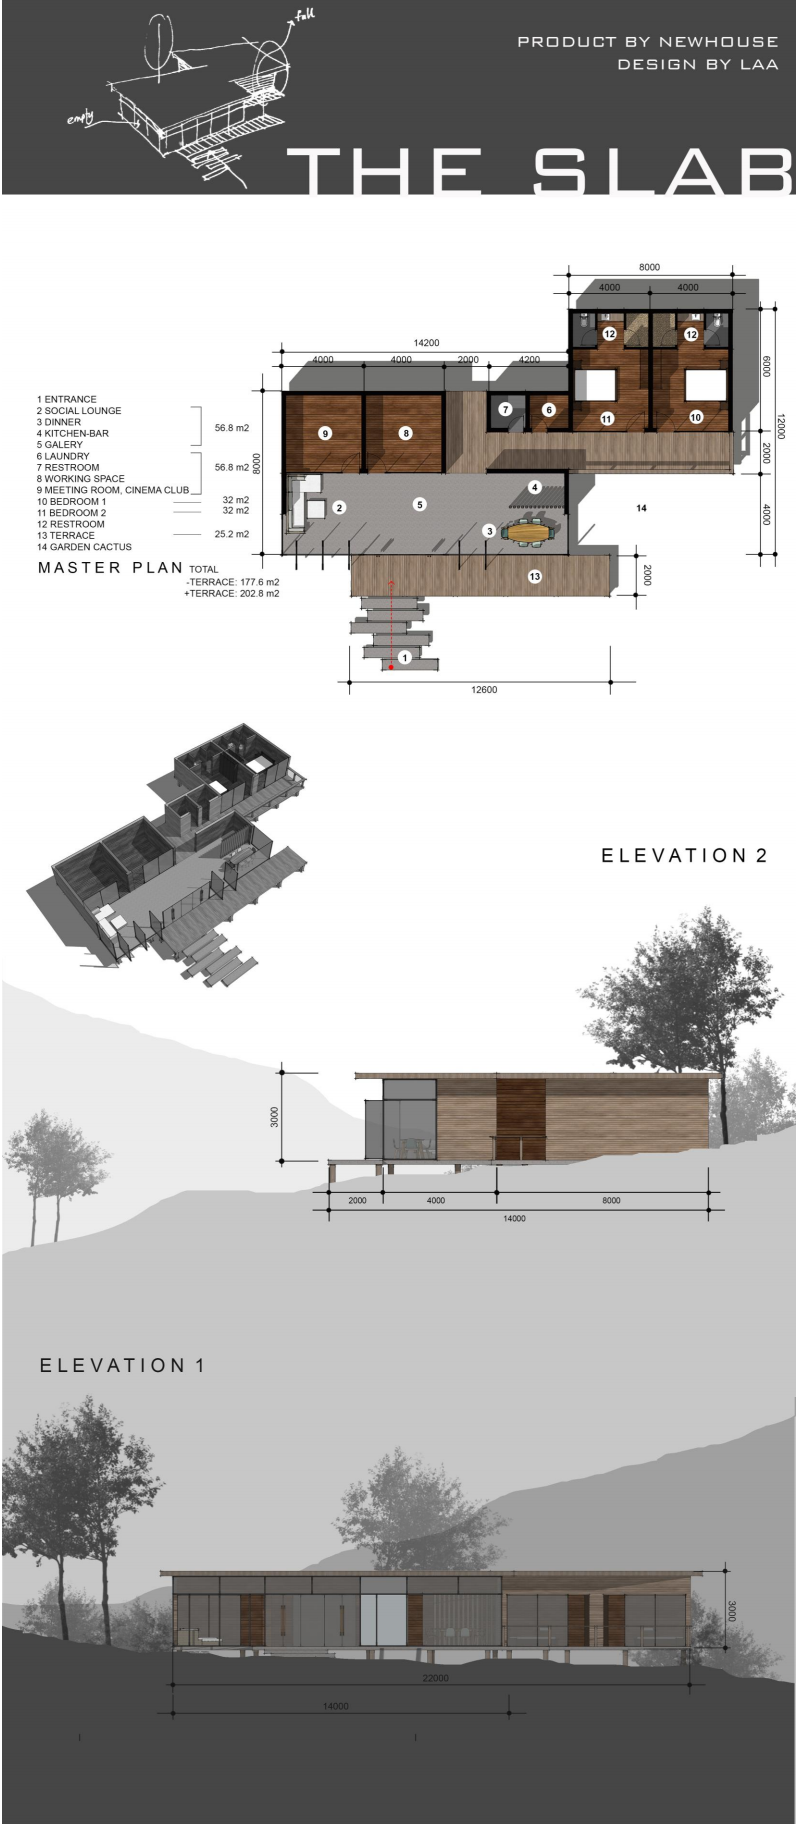 full
empty
PRODUCT BY NEWHOUSE
DESIGN BY LAA
THE SLAB
8000
4000 4000
14200
4000 4000 2000 4200
1 ENTRANCE
2 SOCIAL LOUNGE
3 DINNER
4 KITCHEN-BAR
5 GALERY
56.8 m2
6 LAUNDRY
7 RESTROOM
8 WORKING SPACE
9 MEETING ROOM, CINEMA CLUB
56.8 m2
10 BEDROOM 1 32 m2
11 BEDROOM 2 32 m2
12 RESTROOM
13 TERRACE 25.2 m2
14 GARDEN CACTUS
MASTER PLAN TOTAL
-TERRACE: 177.6 m2
+TERRACE: 202.8 m2
8000
12 12
11 10
7 6
9 8
4
2 5 3
14
13
1
6000
2000
4000
12000
2000
12600
ELEVATION 2
3000
2000 4000 8000
14000
ELEVATION 1
3000
22000
14000